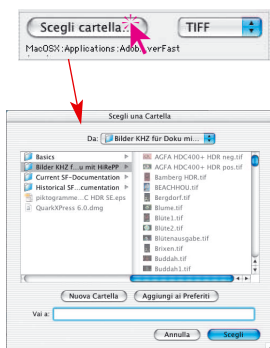 Scegli cartella...
TIFF
MacOSX:Applications:Adob verFast
Scegli una Cartella
Da: Bilder KHZ für Doku mi...
Basics
Bilder KHZ f...u mit HiRePP
Current SF-Documentation
Historical SF...cumentation
piktogramme...C HDR SE.eps
QuarkXPress 6.0.dmg
AGFA HDC400+ HDR neg.tif
AGFA HDC400+ HDR pos.tif
Bamberg HDR.tif
BEACHHOU.tif
Bergdorf.tif
Blume.tif
Blüte1.tif
Blüte2.tif
Blütenausgabe.tif
Brixen.tif
Buddah.tif
Buddah1.tif
Nuova Cartella
Aggiungi ai Preferiti
Vai a:
Annulla
Scegli